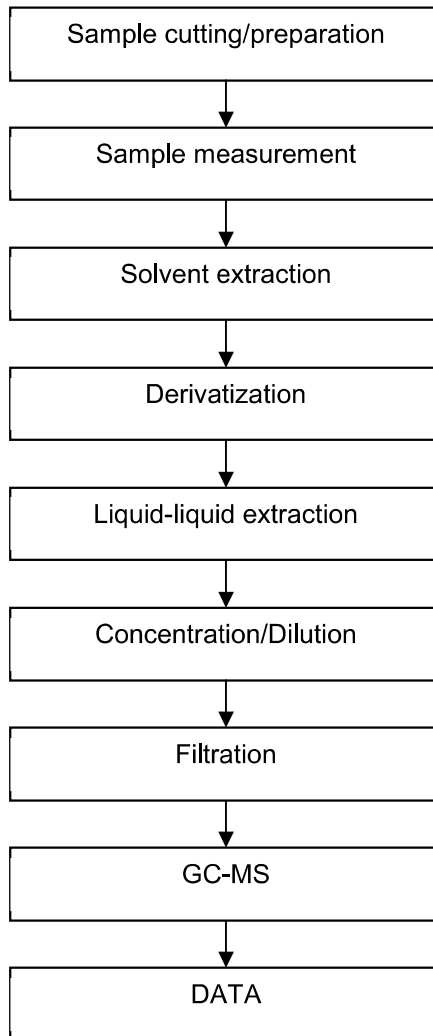 Sample cutting/preparation
Sample measurement
Solvent extraction
Derivatization
Liquid-liquid extraction
Concentration/Dilution
Filtration
GC-MS
DATA